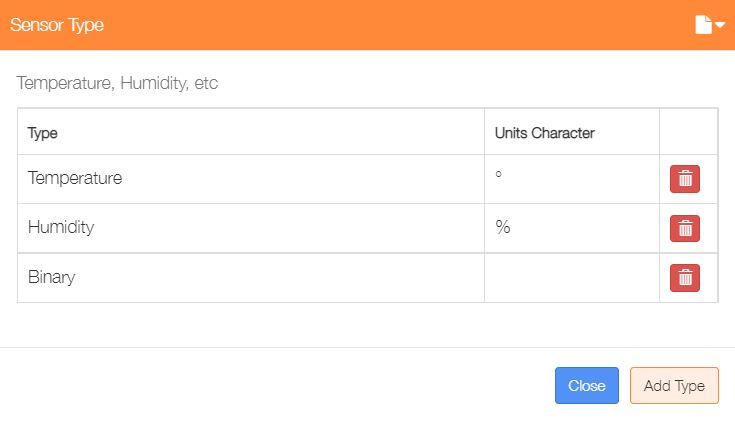 Sensor Type
Temperature, Humidity, etc
Type Units Character
Temperature °
Humidity %
Binary
Close Add Type